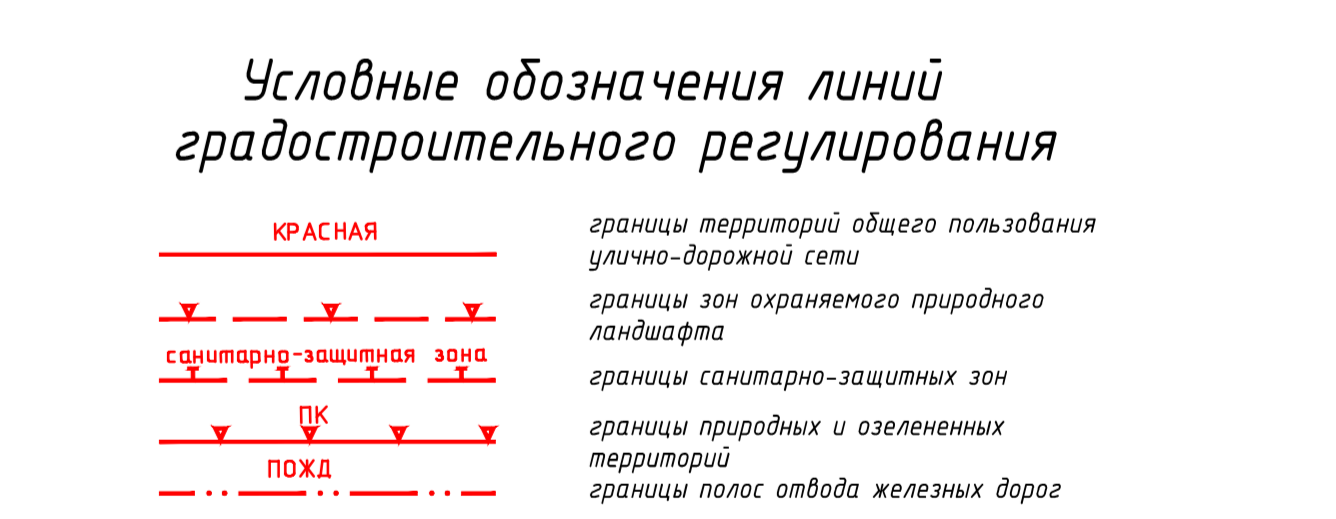 Условные обозначения линий
градостроительного регулирования
КРАСНАЯ
границы территорий общего пользования
улично-дорожной сети
границы зон охраняемого природного
ландшафта
санитарно-защитная зона
границы санитарно-защитных зон
ПК
границы природных и озелененных
территорий
ПОЖД
границы полос отвода железных дорог